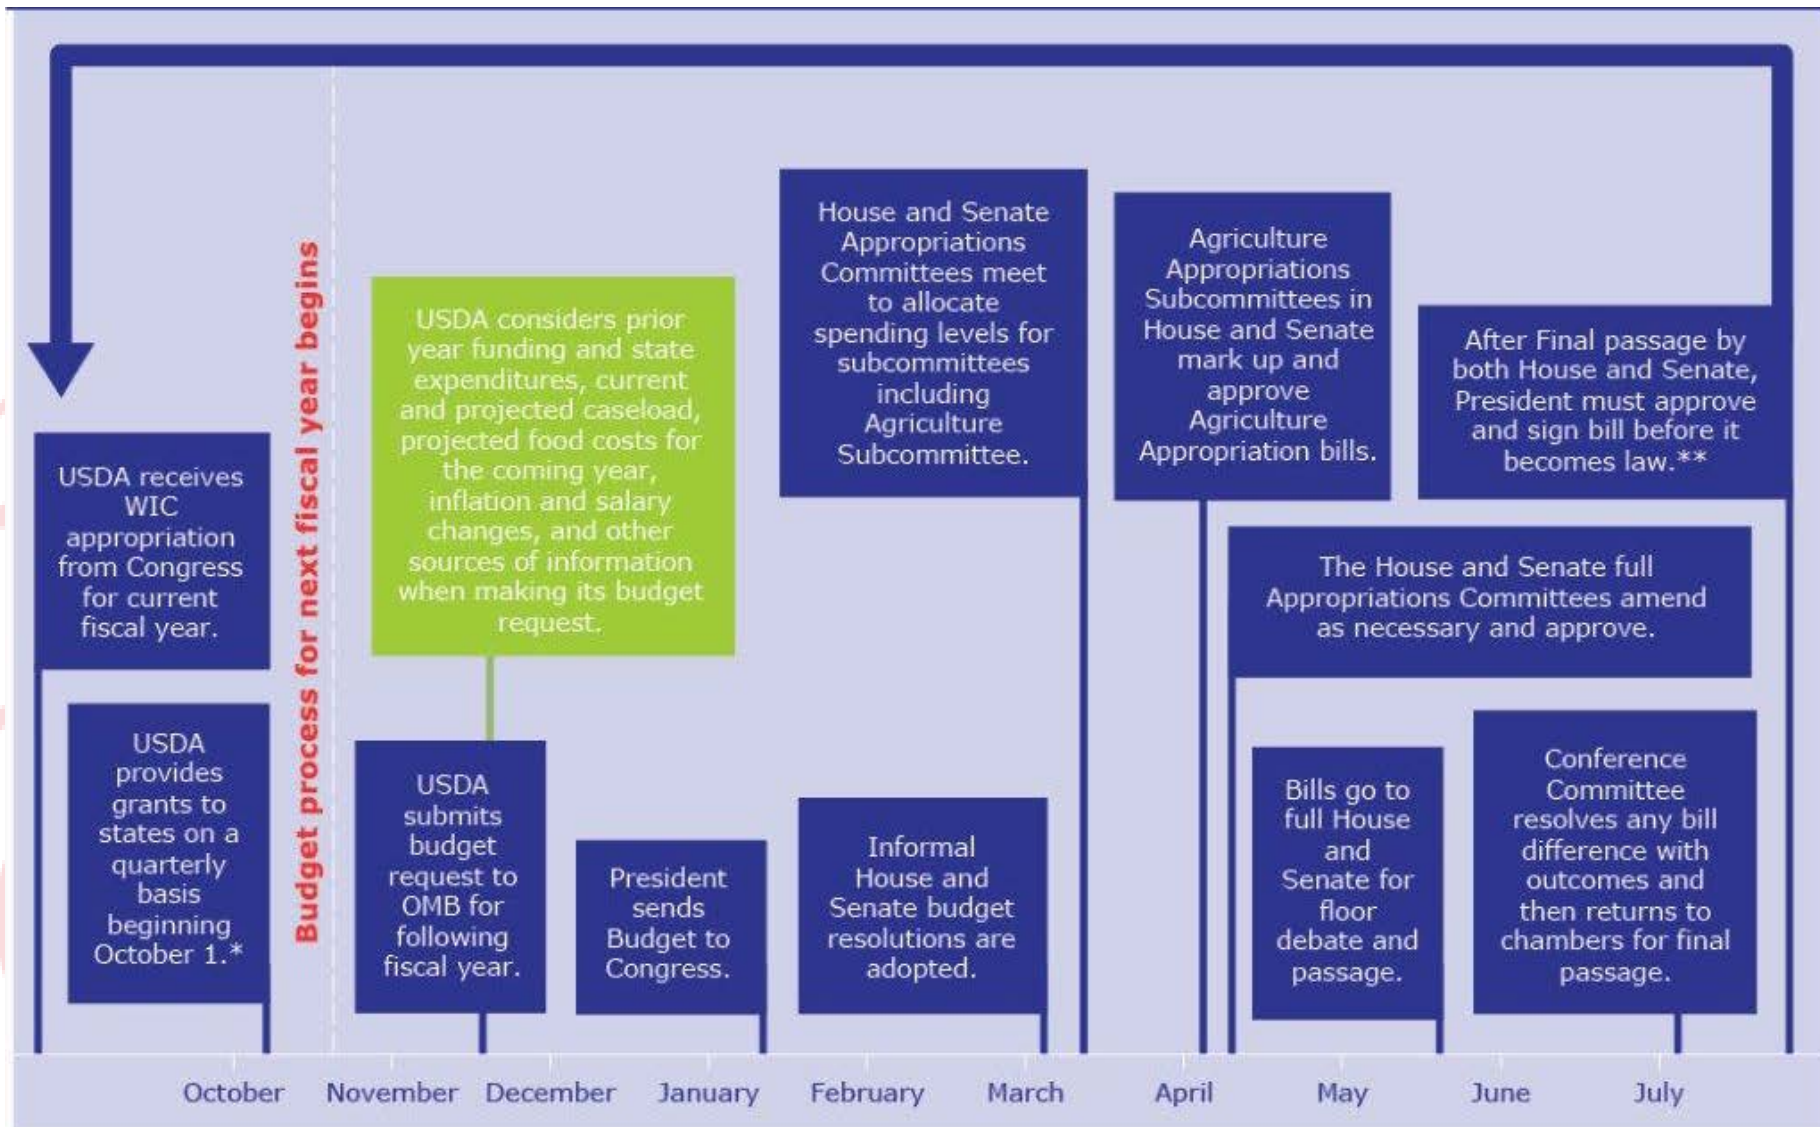 USDA receives
WIC
appropriation
from Congress
for current
fiscal year.
USDA
provides
grants to
states on a
quarterly
basis
beginning
October 1.*
Budget process for next fiscal year begins
USDA considers prior
year funding and state
expenditures, current
and projected caseload,
projected food costs for
the coming year,
inflation and salary
changes, and other
sources of information
when making its budget
request.
USDA
submits
budget
request to
OMB for
following
fiscal year.
President
sends
Budget to
Congress.
House and Senate
Appropriations
Committees meet
to allocate
spending levels for
subcommittees
including
Agriculture
Subcommittee.
Informal
House and
Senate budget
resolutions are
adopted.
Agriculture
Appropriations
Subcommittees in
House and Senate
mark up and
approve
Agriculture
Appropriation bills.
The House and Senate full
Appropriations Committees amend
as necessary and approve.
Bills go to
full House
and
Senate for
floor
debate and
passage.
Conference
Committee
resolves any bill
difference with
outcomes and
then returns to
chambers for final
passage.
After Final passage by
both House and Senate,
President must approve
and sign bill before it
becomes law.**
October November December January February March April May June July